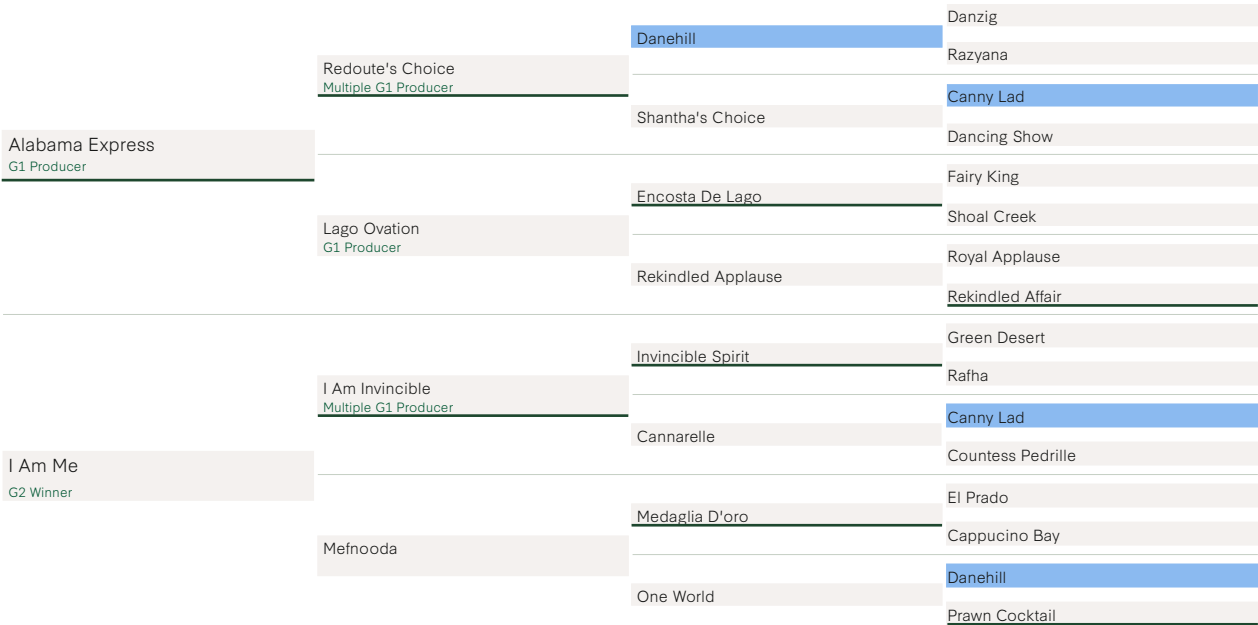 Alabama Express
G1 Producer
I Am Me
G2 Winner
Redoute's Choice
Multiple G1 Producer
Lago Ovation
G1 Producer
I Am Invincible
Multiple G1 Producer
Mefnooda
Danehill
Shantha's Choice
Encosta De Lago
Rekindled Applause
Invincible Spirit
Cannarelle
Medaglia D'oro
One World
Danzig
Razyana
Canny Lad
Dancing Show
Fairy King
Shoal Creek
Royal Applause
Rekindled Affair
Green Desert
Rafha
Canny Lad
Countess Pedrille
El Prado
Cappucino Bay
Danehill
Prawn Cocktail